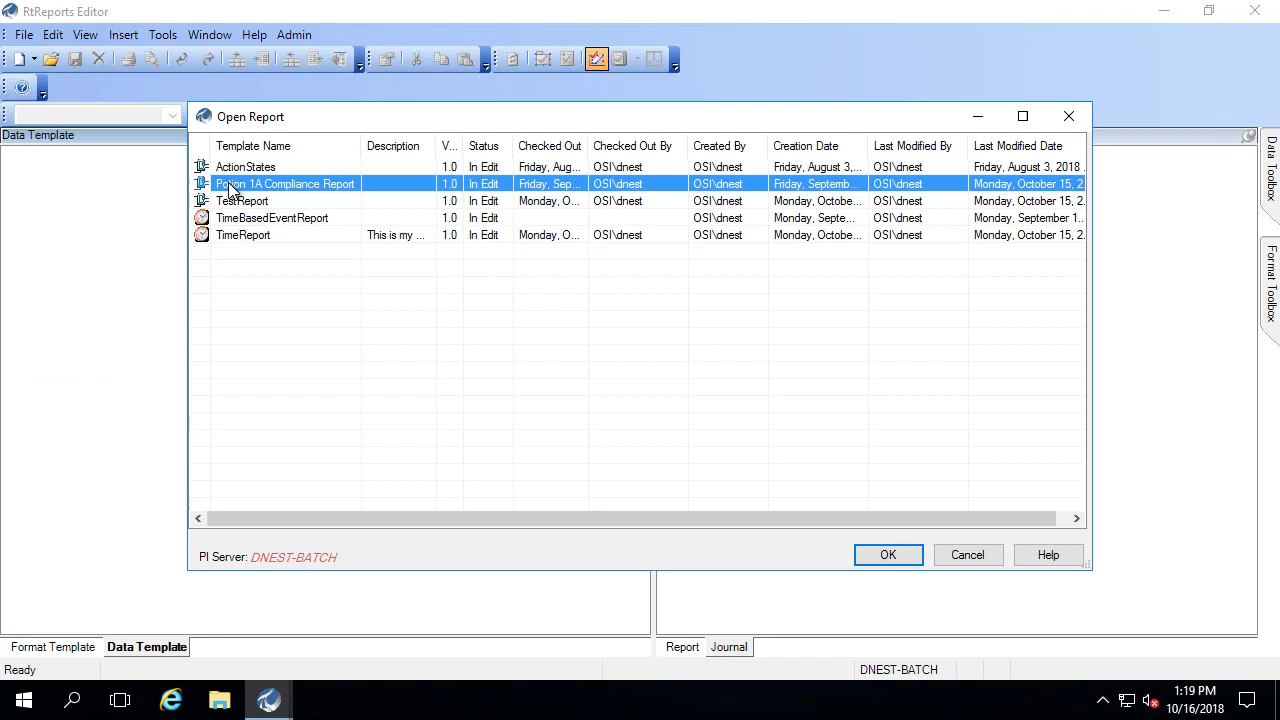 RtReports Editor
File Edit View Insert Tools Window Help Admin
Data Template
Open Report
Template Name Description V... Status Checked Out Checked Out By Created By Creation Date Last Modified By Last Modified Date
ActionStates 1.0 In Edit Friday, Aug... OSI\dnest OSI\dnest Friday, August 3,... OSI\dnest Friday, August 3, 2018
Potion 1A Compliance Report 1.0 In Edit Friday, Sep... OSI\dnest OSI\dnest Friday, Septemb... OSI\dnest Monday, October 15, 2.
TestReport 1.0 In Edit Monday, O... OSI\dnest OSI\dnest Monday, Octobe... OSI\dnest Monday, October 15, 2.
TimeBasedEventReport 1.0 In Edit OSI\dnest Monday, Septe... OSI\dnest Monday, September 1...
TimeReport This is my ... 1.0 In Edit Monday, O... OSI\dnest OSI\dnest Monday, Octobe... OSI\dnest Monday, October 15, 2.
PI Server: DNEST-BATCH
OK Cancel Help
Data Toolbox
Format Toolbox
Format Template Data Template Report Journal
Ready DNEST-BATCH
1:19 PM
10/16/2018